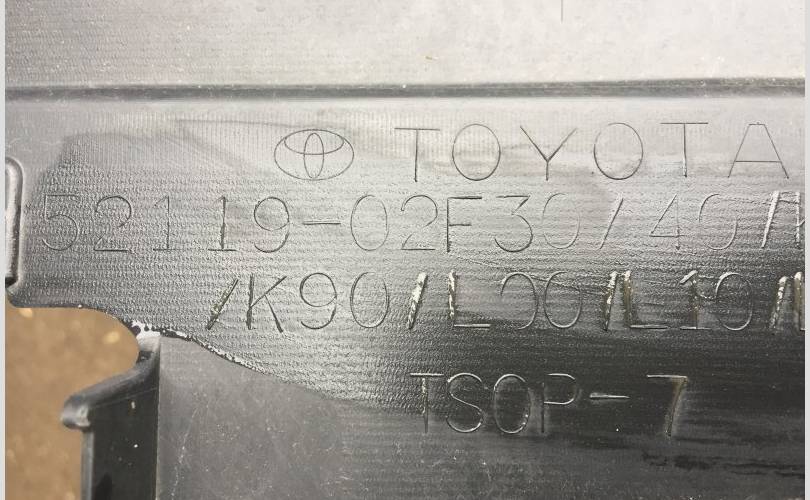 TOYOTA
52119-02F30/40/
/K90/L00/L10/
TSOP-7